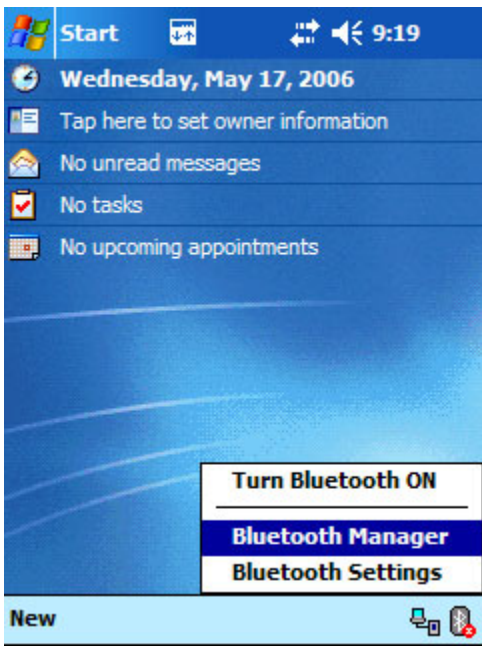 Start 9:19
Wednesday, May 17, 2006
Tap here to set owner information
No unread messages
No tasks
No upcoming appointments
Turn Bluetooth ON
Bluetooth Manager
Bluetooth Settings
New